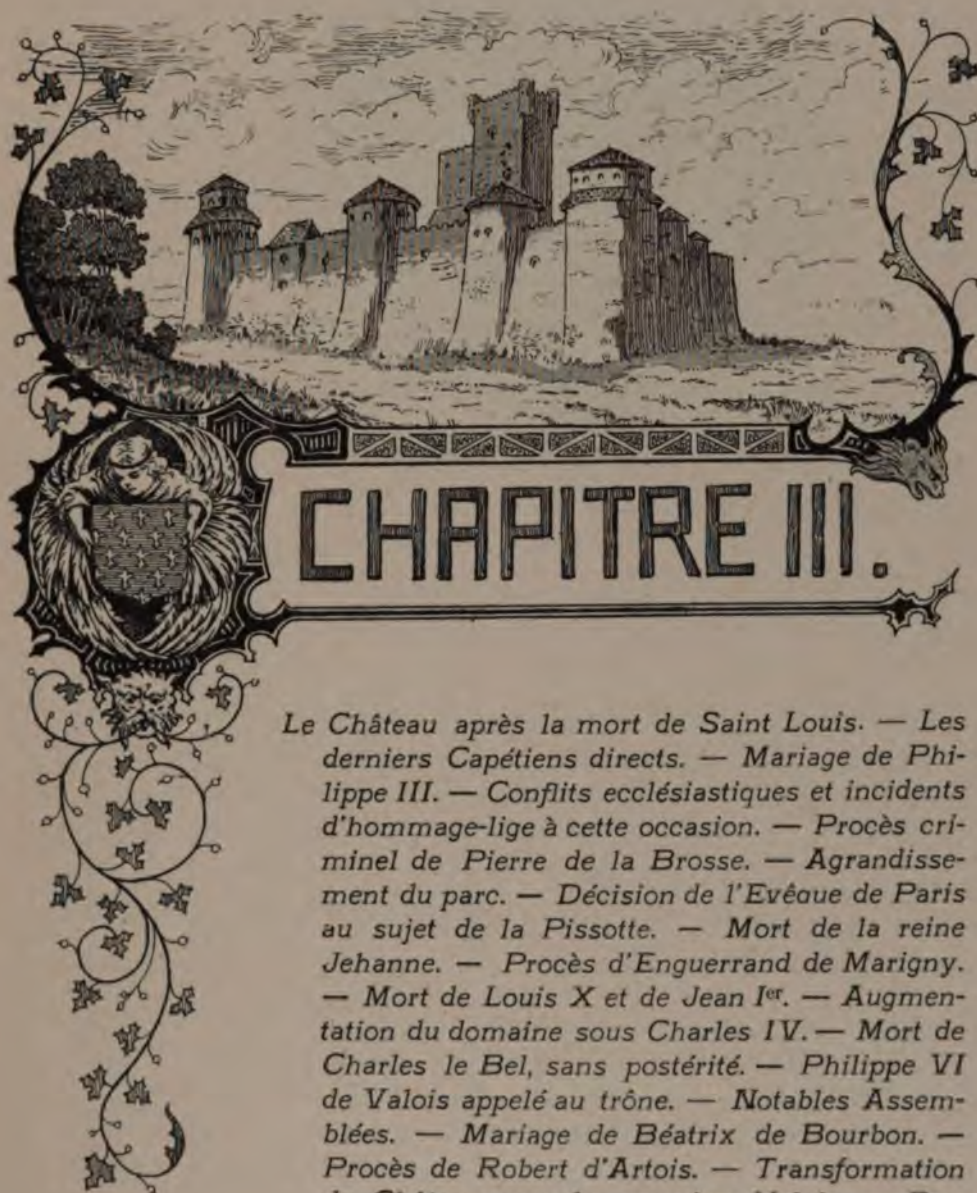 CHAPITRE III.
Le Château après la mort de Saint Louis. — Les
derniers Capétiens directs. — Mariage de Phi-
lippe III. — Conflits ecclésiastiques et incidents
d'hommage-lige à cette occasion. — Procès cri-
minel de Pierre de la Brosse. — Agrandisse-
ment du parc. — Décision de l'Evêque de Paris
au sujet de la Pissotte. — Mort de la reine
Jehanne. — Procès d'Enguerrand de Marigny.
— Mort de Louis X et de Jean Iᵉʳ. — Augmen-
tation du domaine sous Charles IV. — Mort de
Charles le Bel, sans postérité. — Philippe VI
de Valois appelé au trône. — Notables Assem-
blées. — Mariage de Béatrix de Bourbon. —
Procès de Robert d'Artois. — Transformation